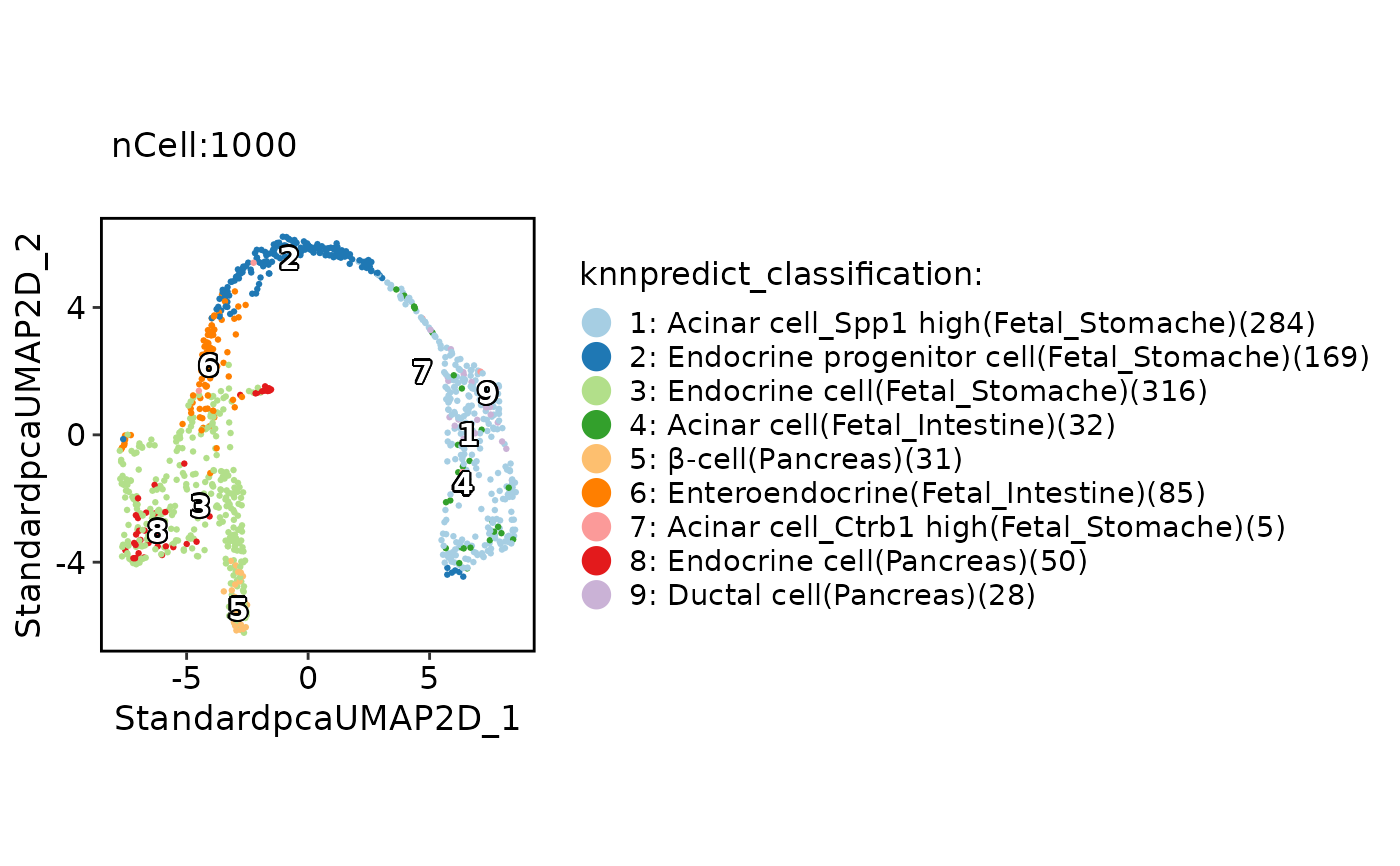 nCell:1000
StandardpcaUMAP2D_2
4
0
-4
2
6
7
9
1
4
3
8
5
-5
0
5
StandardpcaUMAP2D_1
knnpredict_classification:
1: Acinar cell_Spp1 high(Fetal_Stomache)(284)
2: Endocrine progenitor cell(Fetal_Stomache)(169)
3: Endocrine cell(Fetal_Stomache)(316)
4: Acinar cell(Fetal_Intestine)(32)
5: β-cell(Pancreas)(31)
6: Enteroendocrine(Fetal_Intestine)(85)
7: Acinar cell_Ctrb1 high(Fetal_Stomache)(5)
8: Endocrine cell(Pancreas)(50)
9: Ductal cell(Pancreas)(28)